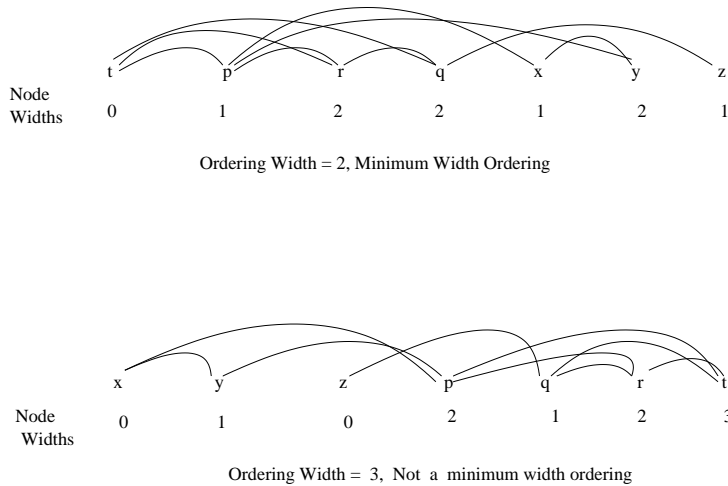 t p r q x y z
Node
Widths
0 1 2 2 1 2 1
Ordering Width = 2, Minimum Width Ordering
x y z p q r t
Node
Widths
0 1 0 2 1 2 3
Ordering Width = 3, Not a minimum width ordering